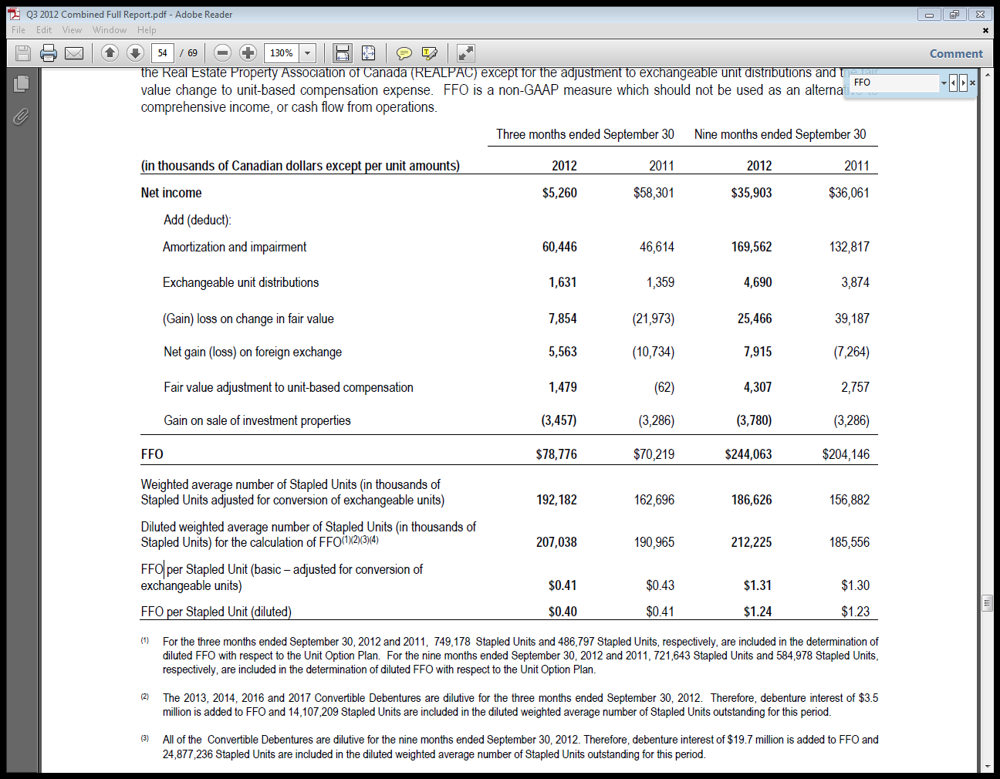 Q3 2012 Combined Full Report.pdf - Adobe Reader
File Edit View Window Help
54 / 69 130% Comment
FFO
the Real Estate Property Association of Canada (REALPAC) except for the adjustment to exchangeable unit distributions and the fair
value change to unit-based compensation expense. FFO is a non-GAAP measure which should not be used as an alternative to
comprehensive income, or cash flow from operations.
Three months ended September 30 Nine months ended September 30
(in thousands of Canadian dollars except per unit amounts) 2012 2011 2012 2011
Net income $5,260 $58,301 $35,903 $36,061
Add (deduct):
Amortization and impairment 60,446 46,614 169,562 132,817
Exchangeable unit distributions 1,631 1,359 4,690 3,874
(Gain) loss on change in fair value 7,854 (21,973) 25,466 39,187
Net gain (loss) on foreign exchange 5,563 (10,734) 7,915 (7,264)
Fair value adjustment to unit-based compensation 1,479 (62) 4,307 2,757
Gain on sale of investment properties (3,457) (3,286) (3,780) (3,286)
FFO $78,776 $70,219 $244,063 $204,146
Weighted average number of Stapled Units (in thousands of
Stapled Units adjusted for conversion of exchangeable units) 192,182 162,696 186,626 156,882
Diluted weighted average number of Stapled Units (in thousands of
Stapled Units) for the calculation of FFO(1)(2)(3)(4) 207,038 190,965 212,225 185,556
FFO per Stapled Unit (basic – adjusted for conversion of
exchangeable units) $0.41 $0.43 $1.31 $1.30
FFO per Stapled Unit (diluted) $0.40 $0.41 $1.24 $1.23
(1) For the three months ended September 30, 2012 and 2011, 749,178 Stapled Units and 486,797 Stapled Units, respectively, are included in the determination of
diluted FFO with respect to the Unit Option Plan. For the nine months ended September 30, 2012 and 2011, 721,643 Stapled Units and 584,978 Stapled Units,
respectively, are included in the determination of diluted FFO with respect to the Unit Option Plan.
(2) The 2013, 2014, 2016 and 2017 Convertible Debentures are dilutive for the three months ended September 30, 2012. Therefore, debenture interest of $3.5
million is added to FFO and 14,107,209 Stapled Units are included in the diluted weighted average number of Stapled Units outstanding for this period.
(3) All of the Convertible Debentures are dilutive for the nine months ended September 30, 2012. Therefore, debenture interest of $19.7 million is added to FFO and
24,877,236 Stapled Units are included in the diluted weighted average number of Stapled Units outstanding for this period.